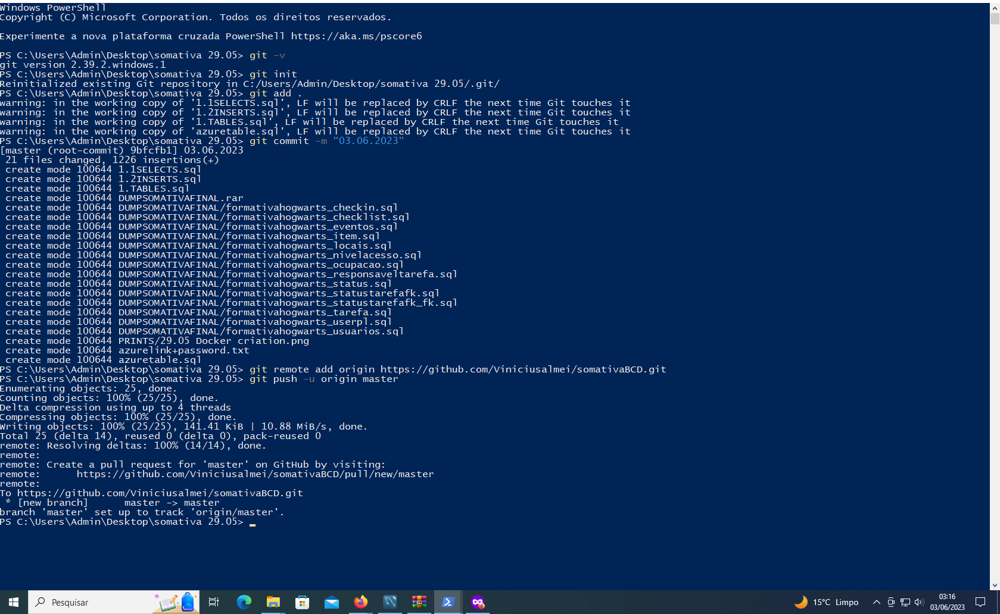 Windows PowerShell
Copyright (C) Microsoft Corporation. Todos os direitos reservados.
Experimente a nova plataforma cruzada PowerShell https://aka.ms/pscore6
PS C:\Users\Admin\Desktop\somativa 29.05> git -v
git version 2.39.2.windows.1
PS C:\Users\Admin\Desktop\somativa 29.05> git init
Reinitialized existing Git repository in C:/Users/Admin/Desktop/somativa 29.05/.git/
PS C:\Users\Admin\Desktop\somativa 29.05> git add .
warning: in the working copy of '1.1SELECTS.sql', LF will be replaced by CRLF the next time Git touches it
warning: in the working copy of '1.2INSERTS.sql', LF will be replaced by CRLF the next time Git touches it
warning: in the working copy of '1.TABLES.sql', LF will be replaced by CRLF the next time Git touches it
warning: in the working copy of 'azuretable.sql', LF will be replaced by CRLF the next time Git touches it
PS C:\Users\Admin\Desktop\somativa 29.05> git commit -m "03.06.2023"
[master (root-commit) 9bfcfb1] 03.06.2023
 21 files changed, 1226 insertions(+)
 create mode 100644 1.1SELECTS.sql
 create mode 100644 1.2INSERTS.sql
 create mode 100644 1.TABLES.sql
 create mode 100644 DUMPSOMATIVAFINAL.rar
 create mode 100644 DUMPSOMATIVAFINAL/formativahogwarts_checkin.sql
 create mode 100644 DUMPSOMATIVAFINAL/formativahogwarts_checklist.sql
 create mode 100644 DUMPSOMATIVAFINAL/formativahogwarts_eventos.sql
 create mode 100644 DUMPSOMATIVAFINAL/formativahogwarts_item.sql
 create mode 100644 DUMPSOMATIVAFINAL/formativahogwarts_locais.sql
 create mode 100644 DUMPSOMATIVAFINAL/formativahogwarts_nivelacesso.sql
 create mode 100644 DUMPSOMATIVAFINAL/formativahogwarts_ocupacao.sql
 create mode 100644 DUMPSOMATIVAFINAL/formativahogwarts_responsaveltarefa.sql
 create mode 100644 DUMPSOMATIVAFINAL/formativahogwarts_status.sql
 create mode 100644 DUMPSOMATIVAFINAL/formativahogwarts_statustarefafk.sql
 create mode 100644 DUMPSOMATIVAFINAL/formativahogwarts_statustarefafk_fk.sql
 create mode 100644 DUMPSOMATIVAFINAL/formativahogwarts_tarefa.sql
 create mode 100644 DUMPSOMATIVAFINAL/formativahogwarts_userpl.sql
 create mode 100644 DUMPSOMATIVAFINAL/formativahogwarts_usuarios.sql
 create mode 100644 PRINTS/29.05 Docker criation.png
 create mode 100644 azurelink+password.txt
 create mode 100644 azuretable.sql
PS C:\Users\Admin\Desktop\somativa 29.05> git remote add origin https://github.com/Viniciusalmei/somativaBCD.git
PS C:\Users\Admin\Desktop\somativa 29.05> git push -u origin master
Enumerating objects: 25, done.
Counting objects: 100% (25/25), done.
Delta compression using up to 4 threads
Compressing objects: 100% (25/25), done.
Writing objects: 100% (25/25), 141.41 KiB | 10.88 MiB/s, done.
Total 25 (delta 14), reused 0 (delta 0), pack-reused 0
remote: Resolving deltas: 100% (14/14), done.
remote:
remote: Create a pull request for 'master' on GitHub by visiting:
remote:      https://github.com/Viniciusalmei/somativaBCD/pull/new/master
remote:
To https://github.com/Viniciusalmei/somativaBCD.git
 * [new branch]      master -> master
branch 'master' set up to track 'origin/master'.
PS C:\Users\Admin\Desktop\somativa 29.05>
Pesquisar
15°C Limpo
03:16
03/06/2023